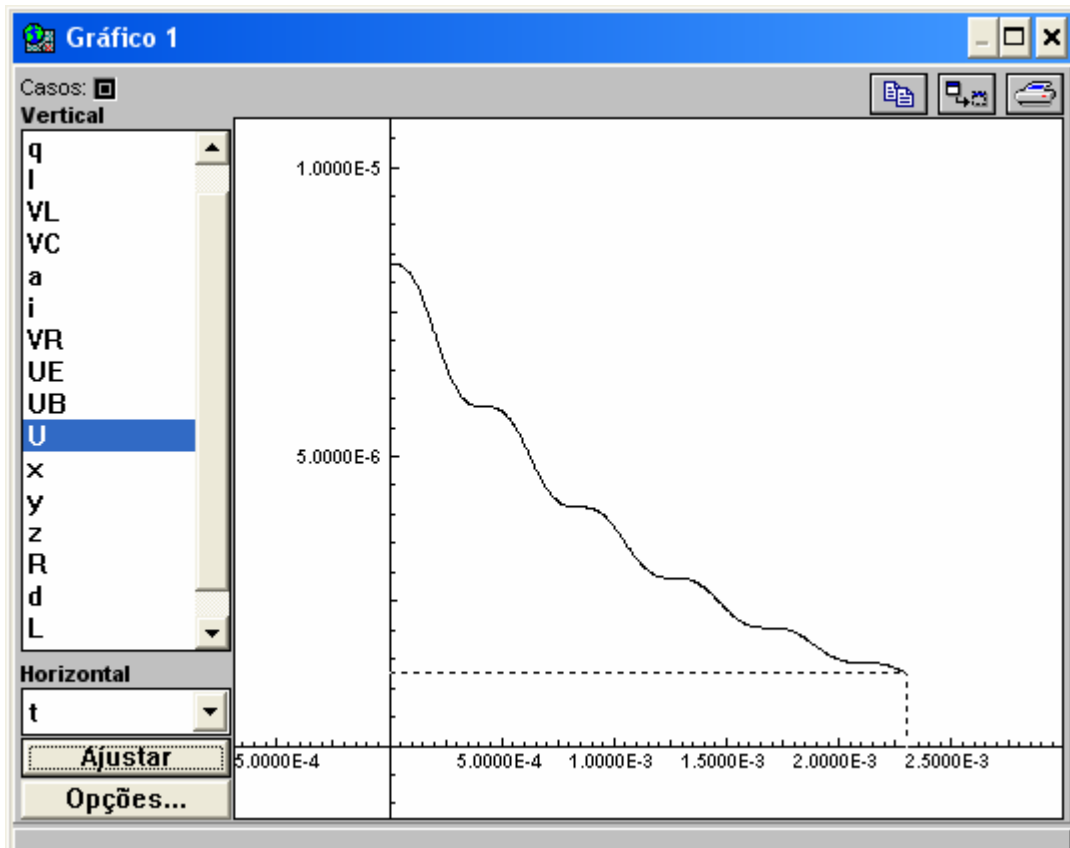 Gráfico 1
Casos:
Vertical
q
I
VL
VC
a
i
VR
UE
UB
U
x
y
z
R
d
L
Horizontal
t
Ajustar
Opções...
1.0000E-5
5.0000E-6
5.0000E-4 5.0000E-4 1.0000E-3 1.5000E-3 2.0000E-3 2.5000E-3